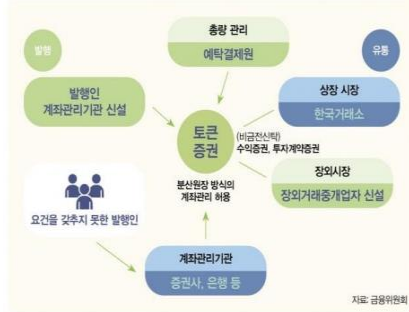 발행
총량 관리
예탁결제원
유통
발행인
계좌관리기관 신설
상장 시장
한국거래소
토큰
증권
(비금전신탁)
수익증권, 투자계약증권
분산원장 방식의
계좌관리 허용
장외시장
장외거래중개업자 신설
요건을 갖추지 못한 발행인
계좌관리기관
증권사, 은행 등
자료: 금융위원회